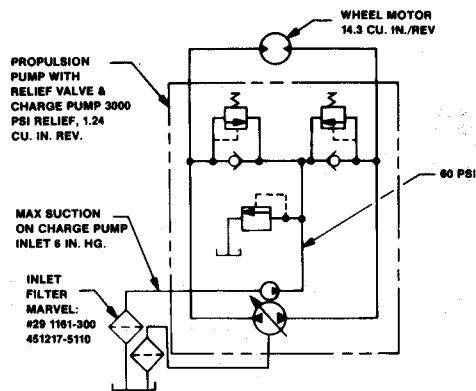 WHEEL MOTOR
14.3 CU. IN./REV
PROPULSION
PUMP WITH
RELIEF VALVE &
CHARGE PUMP 3000
PSI RELIEF, 1.24
CU. IN. REV.
60 PSI
MAX SUCTION
ON CHARGE PUMP
INLET 6 IN. HG.
INLET
FILTER
MARVEL:
#29 1161-300
451217-5110